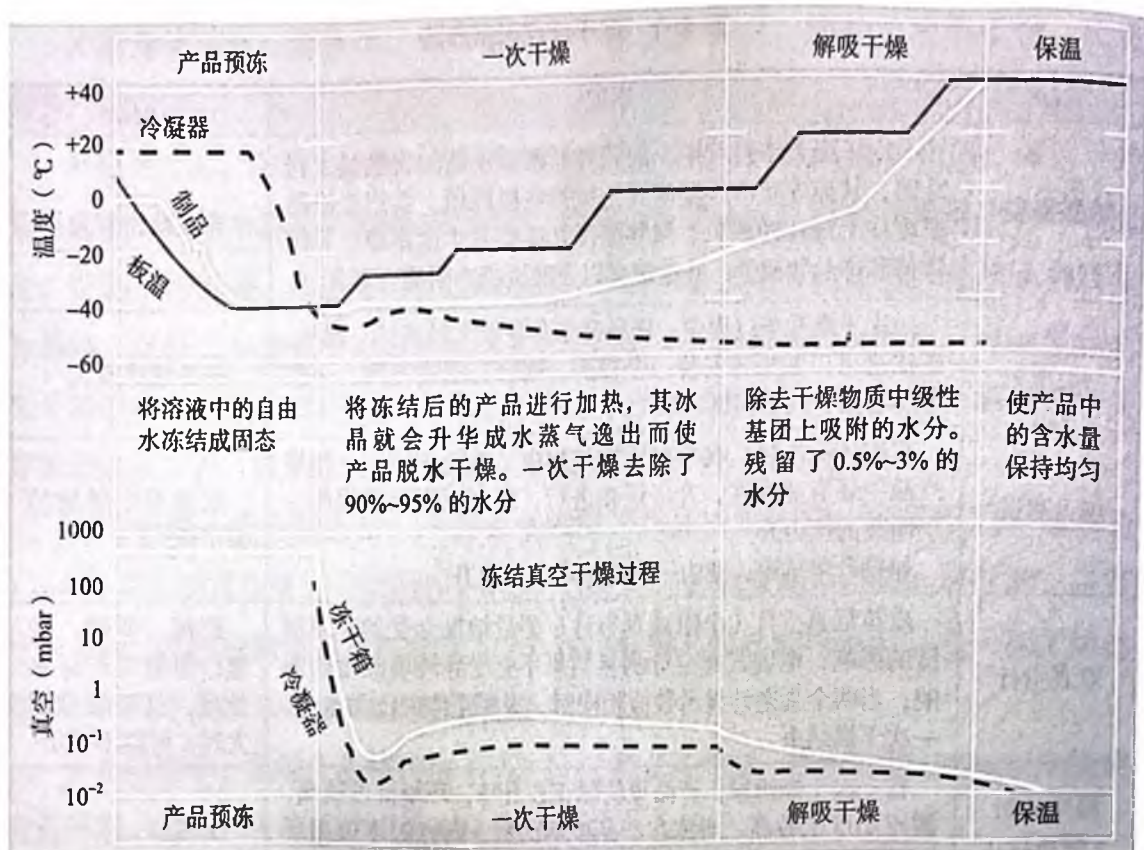 产品预冻
一次干燥
解吸干燥
保温
+40
+20
0
−20
−40
−60
温度（℃）
冷凝器
制品
板温
将溶液中的自由
水冻结成固态
将冻结后的产品进行加热，其冰
晶就会升华成水蒸气逸出而使
产品脱水干燥。一次干燥去除了
90%~95% 的水分
除去干燥物质中级性
基团上吸附的水分。
残留了 0.5%~3% 的
水分
使产品中
的含水量
保持均匀
冻结真空干燥过程
1000
100
10
1
10⁻¹
10⁻²
真空（mbar）
冻干箱
冷凝器
产品预冻
一次干燥
解吸干燥
保温